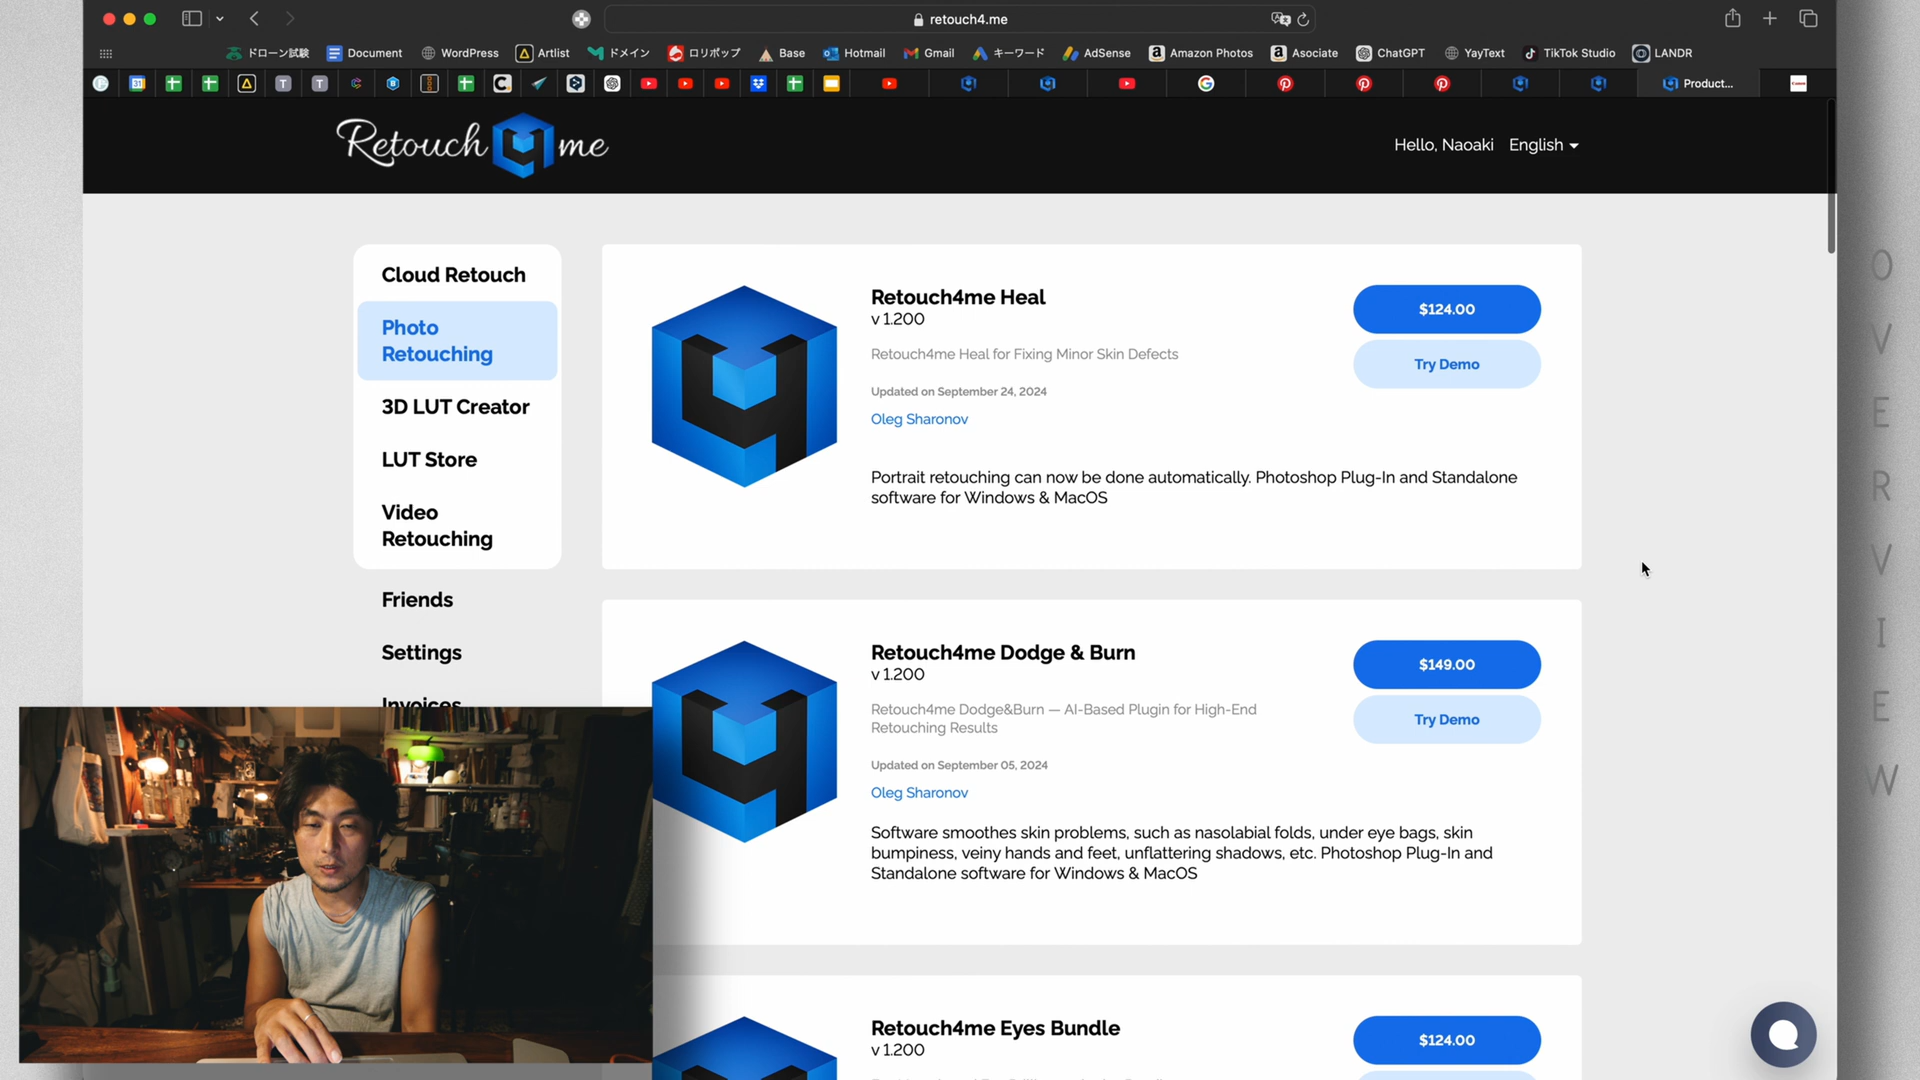 retouch4.me
ドローン試験 Document WordPress Artlist ドメイン ロリポップ Base Hotmail Gmail キーワード AdSense Amazon Photos Asociate ChatGPT YayText TikTok Studio LANDR
Product...
Retouch me
Hello, Naoaki English
Cloud Retouch
Photo
Retouching
3D LUT Creator
LUT Store
Video
Retouching
Friends
Settings
Invoices
Retouch4me Heal
v 1.200
Retouch4me Heal for Fixing Minor Skin Defects
Updated on September 24, 2024
Oleg Sharonov
Portrait retouching can now be done automatically. Photoshop Plug-In and Standalone
software for Windows & MacOS
$124.00
Try Demo
Retouch4me Dodge & Burn
v 1.200
Retouch4me Dodge&Burn — AI-Based Plugin for High-End
Retouching Results
Updated on September 05, 2024
Oleg Sharonov
Software smoothes skin problems, such as nasolabial folds, under eye bags, skin
bumpiness, veiny hands and feet, unflattering shadows, etc. Photoshop Plug-In and
Standalone software for Windows & MacOS
$149.00
Try Demo
Retouch4me Eyes Bundle
v 1.200
$124.00
OVERVIEW